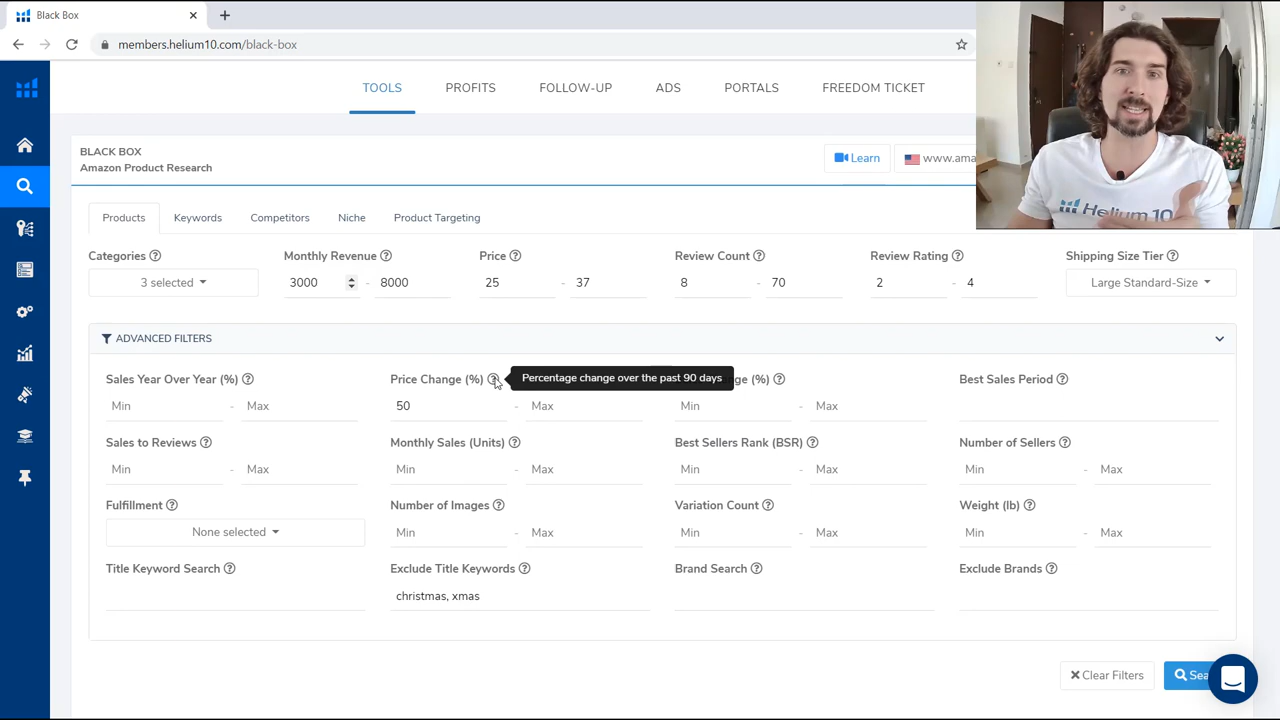 Black Box
members.helium10.com/black-box
TOOLS PROFITS FOLLOW-UP ADS PORTALS FREEDOM TICKET
BLACK BOX
Amazon Product Research
Learn www.ama
Helium 10
Products Keywords Competitors Niche Product Targeting
Categories Monthly Revenue Price Review Count Review Rating Shipping Size Tier
3 selected 3000 - 8000 25 - 37 8 - 70 2 - 4 Large Standard-Size
ADVANCED FILTERS
Sales Year Over Year (%) Price Change (%) Percentage change over the past 90 days ge (%) Best Sales Period
Min - Max 50 - Max Min - Max
Sales to Reviews Monthly Sales (Units) Best Sellers Rank (BSR) Number of Sellers
Min - Max Min - Max Min - Max Min - Max
Fulfillment Number of Images Variation Count Weight (lb)
None selected Min - Max Min - Max Min - Max
Title Keyword Search Exclude Title Keywords Brand Search Exclude Brands
christmas, xmas
Clear Filters Sea